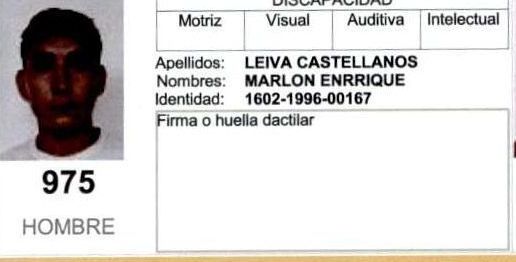 DISCAPACIDAD
Motriz Visual Auditiva Intelectual
Apellidos: LEIVA CASTELLANOS
Nombres: MARLON ENRRIQUE
Identidad: 1602-1996-00167
Firma o huella dactilar
975
HOMBRE